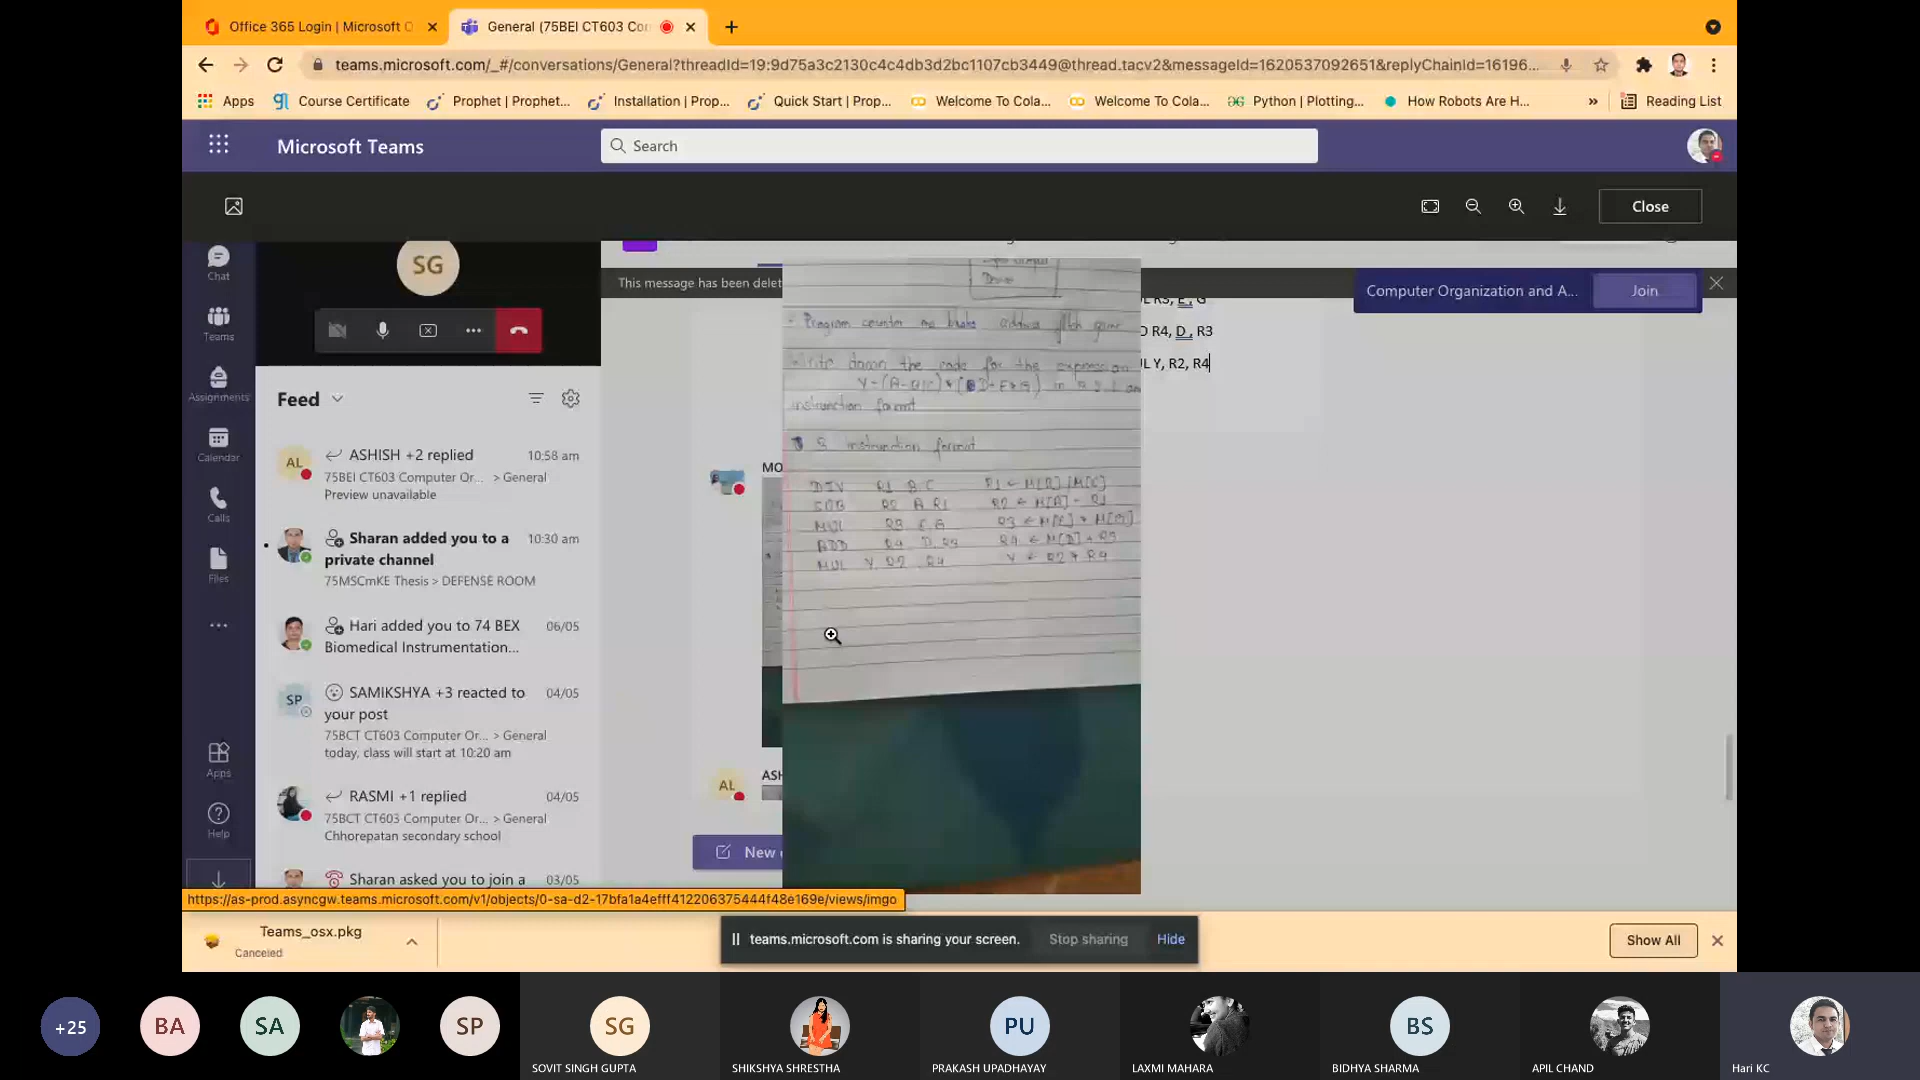 Office 365 Login | Microsoft O
General (75BEI CT603 Con
teams.microsoft.com/_#/conversations/General?threadId=19:9d75a3c2130c4c4db3d2bc1107cb3449@thread.tacv2&messageId=1620537092651&replyChainId=16196...
Apps
Course Certificate
Prophet | Prophet...
Installation | Prop...
Quick Start | Prop...
Welcome To Cola...
Welcome To Cola...
Python | Plotting...
How Robots Are H...
»
Reading List
Microsoft Teams
Search
Close
Chat
Teams
Assignments
Calendar
Calls
Files
Apps
Help
SG
Feed
AL
ASHISH +2 replied
10:58 am
75BEI CT603 Computer Or... > General
Preview unavailable
Sharan added you to a
private channel
10:30 am
75MSCmKE Thesis > DEFENSE ROOM
Hari added you to 74 BEX
Biomedical Instrumentation...
06/05
SP
SAMIKSHYA +3 reacted to
your post
04/05
75BCT CT603 Computer Or... > General
today, class will start at 10:20 am
RASMI +1 replied
04/05
75BCT CT603 Computer Or... > General
Chhorepatan secondary school
Sharan asked you to join a
03/05
This message has been delet
Computer Organization and A...
Join
R4, D , R3
Y, R2, R4
MO
AL
ASH
New
- Program counter
Write down the code for the expression
instruction format
3 instruction format
DIV R1 B C R1 ← M[B] / M[C]
SUB R2 A R1 R2 ← M[A] - R1
MUL R3 E G R3 ← M[E] * M[G]
ADD R4 D R3 R4 ← M[D] + R3
MUL Y R2 R4 Y ← R2 * R4
https://as-prod.asyncgw.teams.microsoft.com/v1/objects/0-sa-d2-17bfa1a4efff412206375444f48e169e/views/imgo
Teams_osx.pkg
Canceled
teams.microsoft.com is sharing your screen.
Stop sharing
Hide
Show All
+25
BA
SA
SP
SG
PU
BS
SOVIT SINGH GUPTA
SHIKSHYA SHRESTHA
PRAKASH UPADHAYAY
LAXMI MAHARA
BIDHYA SHARMA
APIL CHAND
Hari KC